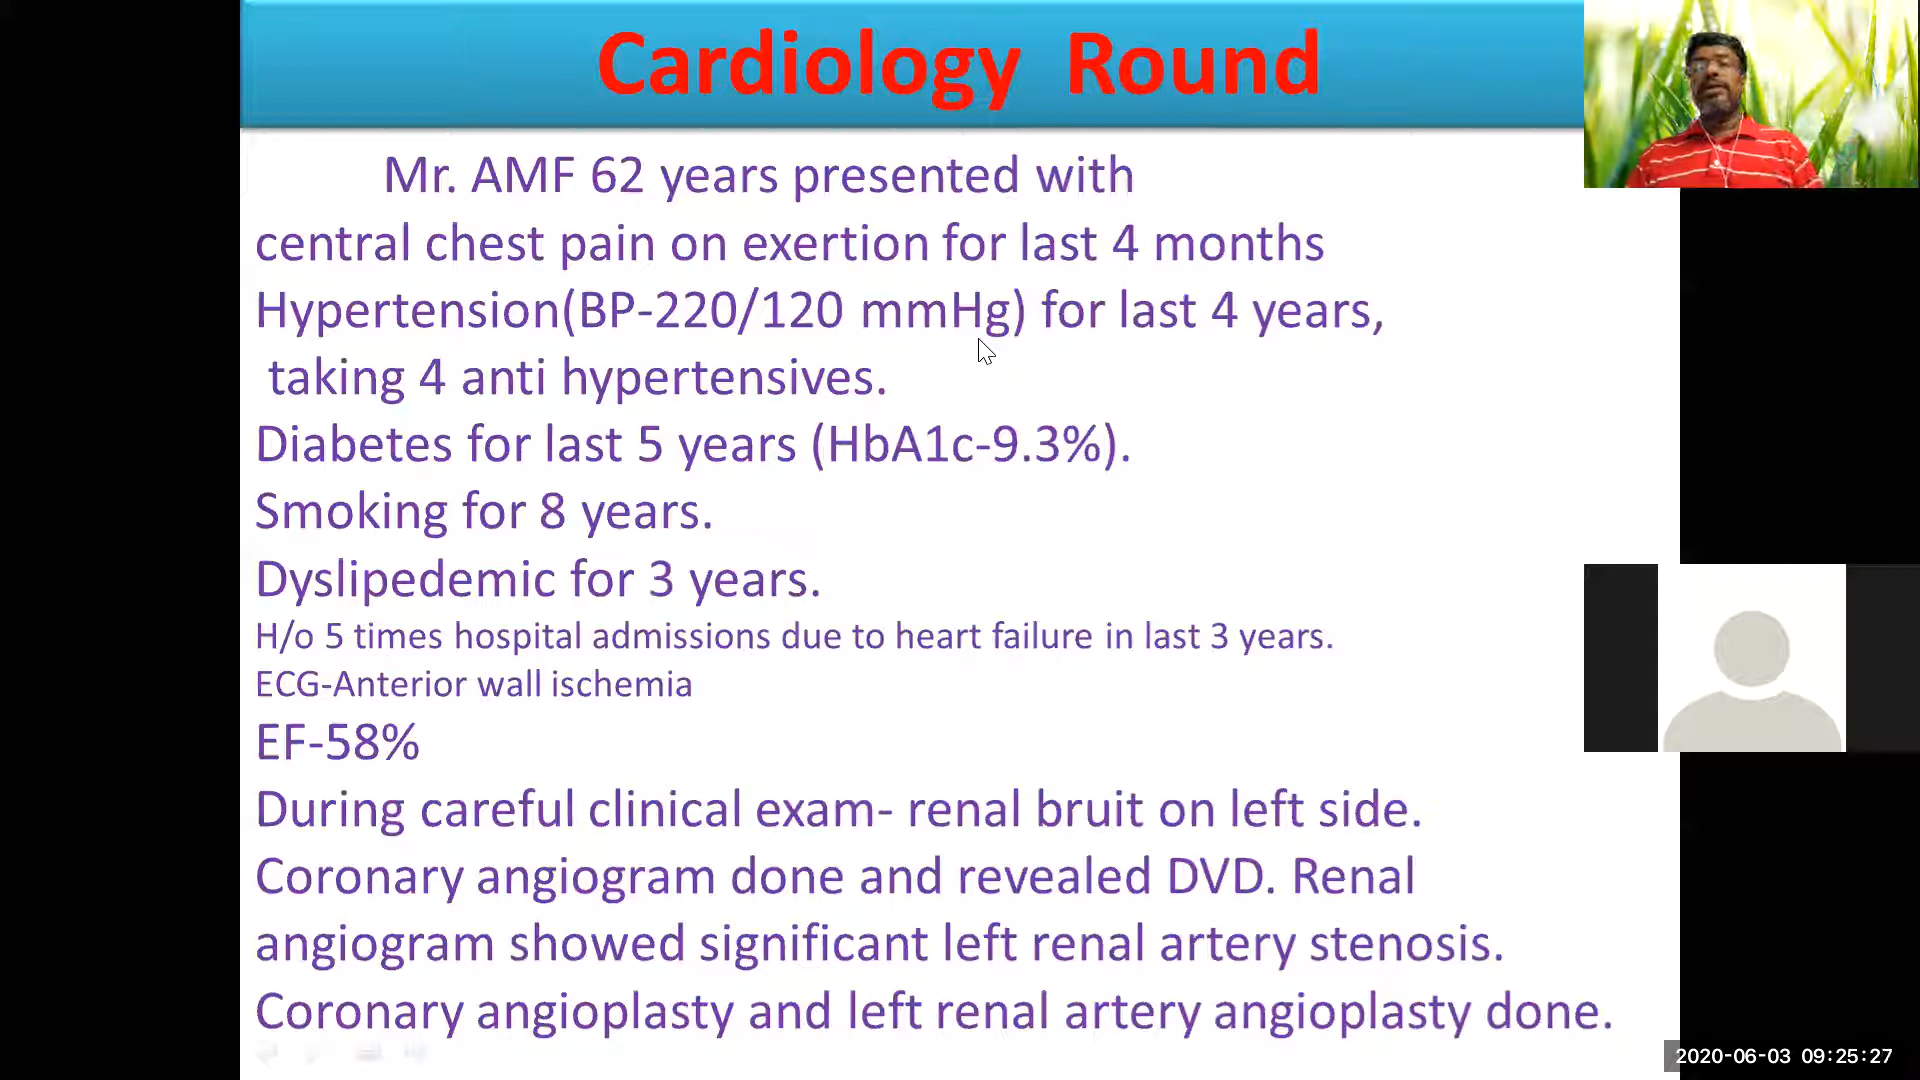 Cardiology Round
Mr. AMF 62 years presented with
central chest pain on exertion for last 4 months
Hypertension(BP-220/120 mmHg) for last 4 years,
taking 4 anti hypertensives.
Diabetes for last 5 years (HbA1c-9.3%).
Smoking for 8 years.
Dyslipedemic for 3 years.
H/o 5 times hospital admissions due to heart failure in last 3 years.
ECG-Anterior wall ischemia
EF-58%
During careful clinical exam- renal bruit on left side.
Coronary angiogram done and revealed DVD. Renal
angiogram showed significant left renal artery stenosis.
Coronary angioplasty and left renal artery angioplasty done.
2020-06-03 09:25:27